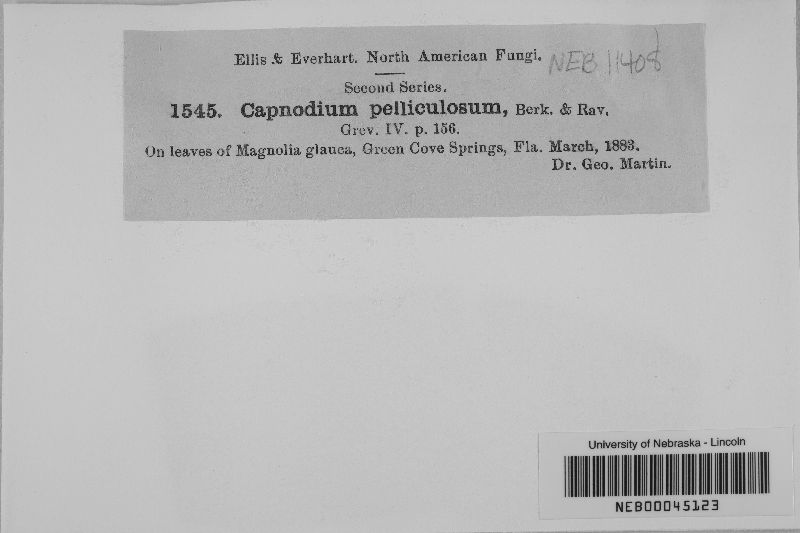 Ellis & Everhart. North American Fungi.
NEB 11408
Second Series.
1545. Capnodium pelliculosum, Berk. & Rav.
Grev. IV. p. 156.
On leaves of Magnolia glauca, Green Cove Springs, Fla. March, 1883.
Dr. Geo. Martin.
University of Nebraska - Lincoln
NEB00045123